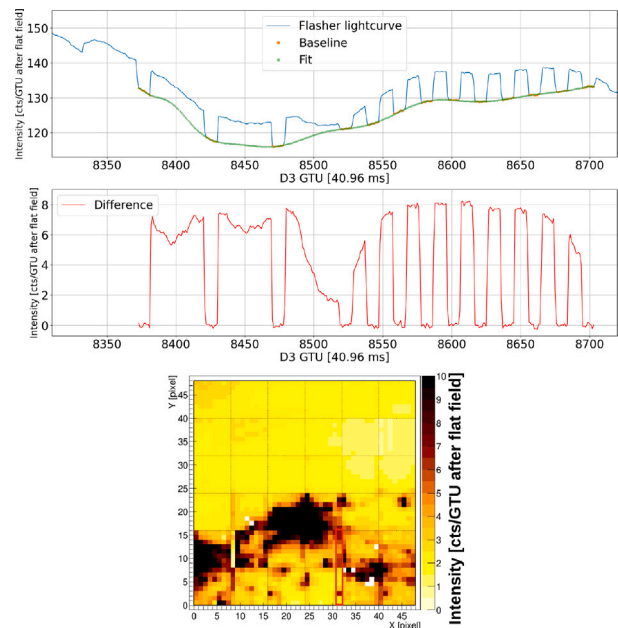 Intensity [cts/GTU after flat field]
150
140
130
120
Flasher lightcurve
Baseline
Fit
8350 8400 8450 8500 8550 8600 8650 8700
D3 GTU [40.96 ms]
Intensity [cts/GTU after flat field]
8
6
4
2
0
Difference
8350 8400 8450 8500 8550 8600 8650 8700
D3 GTU [40.96 ms]
Y [pixel]
45
40
35
30
25
20
15
10
5
0
0 5 10 15 20 25 30 35 40 45
X [pixel]
10
9
8
7
6
5
4
3
2
1
0
Intensity [cts/GTU after flat field]